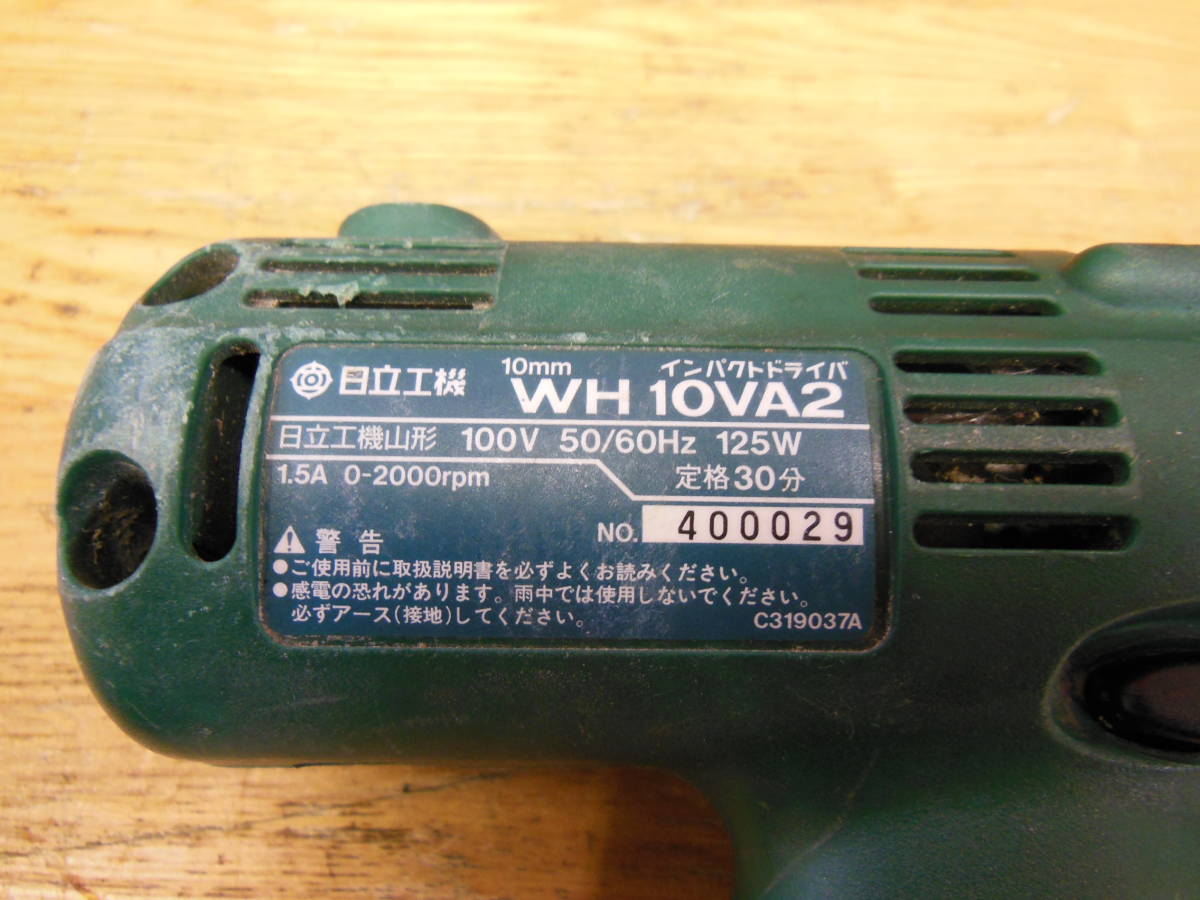 日立工機 10mm インパクトドライバ
WH 10VA2
日立工機山形 100V 50/60Hz 125W
1.5A 0-2000rpm 定格30分
NO. 400029
警告
●ご使用前に取扱説明書を必ずよくお読みください。
●感電の恐れがあります。雨中では使用しないでください。
必ずアース(接地)してください。
C319037A